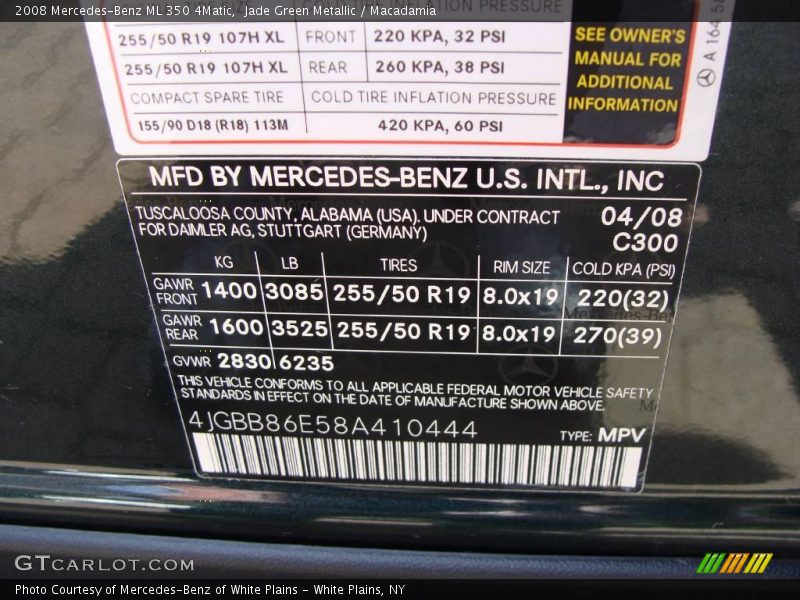 2008 Mercedes-Benz ML 350 4Matic, Jade Green Metallic / Macadamia
INFLATION PRESSURE
255/50 R19 107H XL FRONT 220 KPA, 32 PSI
255/50 R19 107H XL REAR 260 KPA, 38 PSI
COMPACT SPARE TIRE COLD TIRE INFLATION PRESSURE
155/90 D18 (R18) 113M 420 KPA, 60 PSI
SEE OWNER'S
MANUAL FOR
ADDITIONAL
INFORMATION
A 164 58
MFD BY MERCEDES-BENZ U.S. INTL., INC
TUSCALOOSA COUNTY, ALABAMA (USA). UNDER CONTRACT 04/08
FOR DAIMLER AG, STUTTGART (GERMANY) C300
KG LB TIRES RIM SIZE COLD KPA (PSI)
GAWR FRONT 1400 3085 255/50 R19 8.0x19 220(32)
GAWR REAR 1600 3525 255/50 R19 8.0x19 270(39)
GVWR 2830 6235
THIS VEHICLE CONFORMS TO ALL APPLICABLE FEDERAL MOTOR VEHICLE SAFETY
STANDARDS IN EFFECT ON THE DATE OF MANUFACTURE SHOWN ABOVE.
4JGBB86E58A410444
TYPE: MPV
GTCARLOT.COM
Photo Courtesy of Mercedes-Benz of White Plains - White Plains, NY